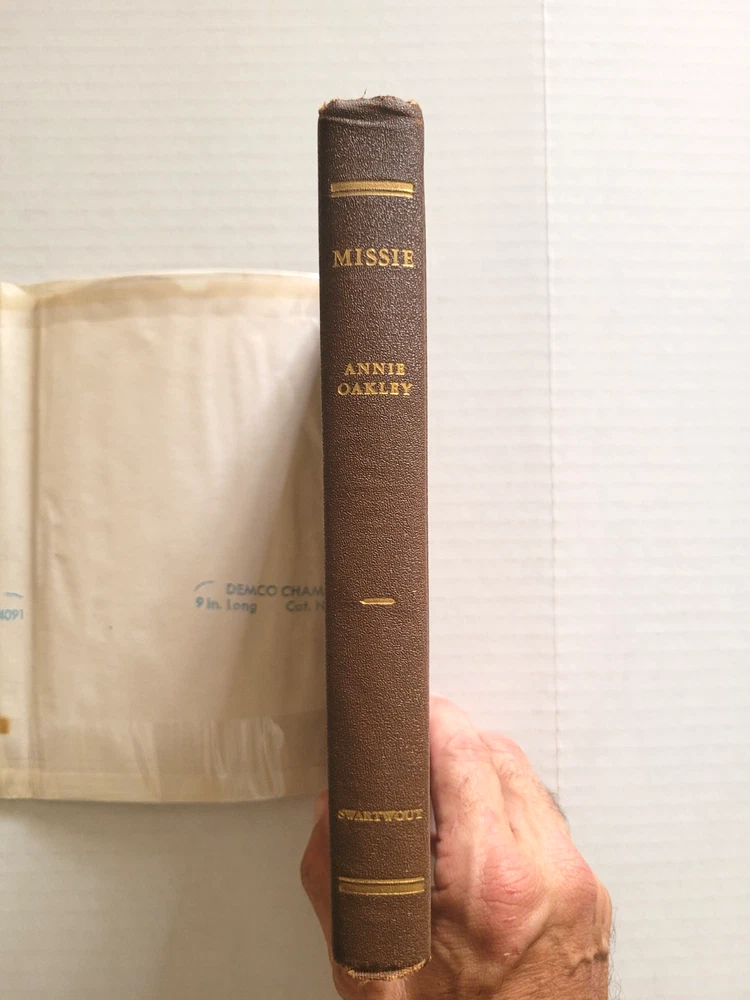 MISSIE
ANNIE
OAKLEY
SWARTWOUT
DEMCO CHAM
9 in. Long Cat. N
4091